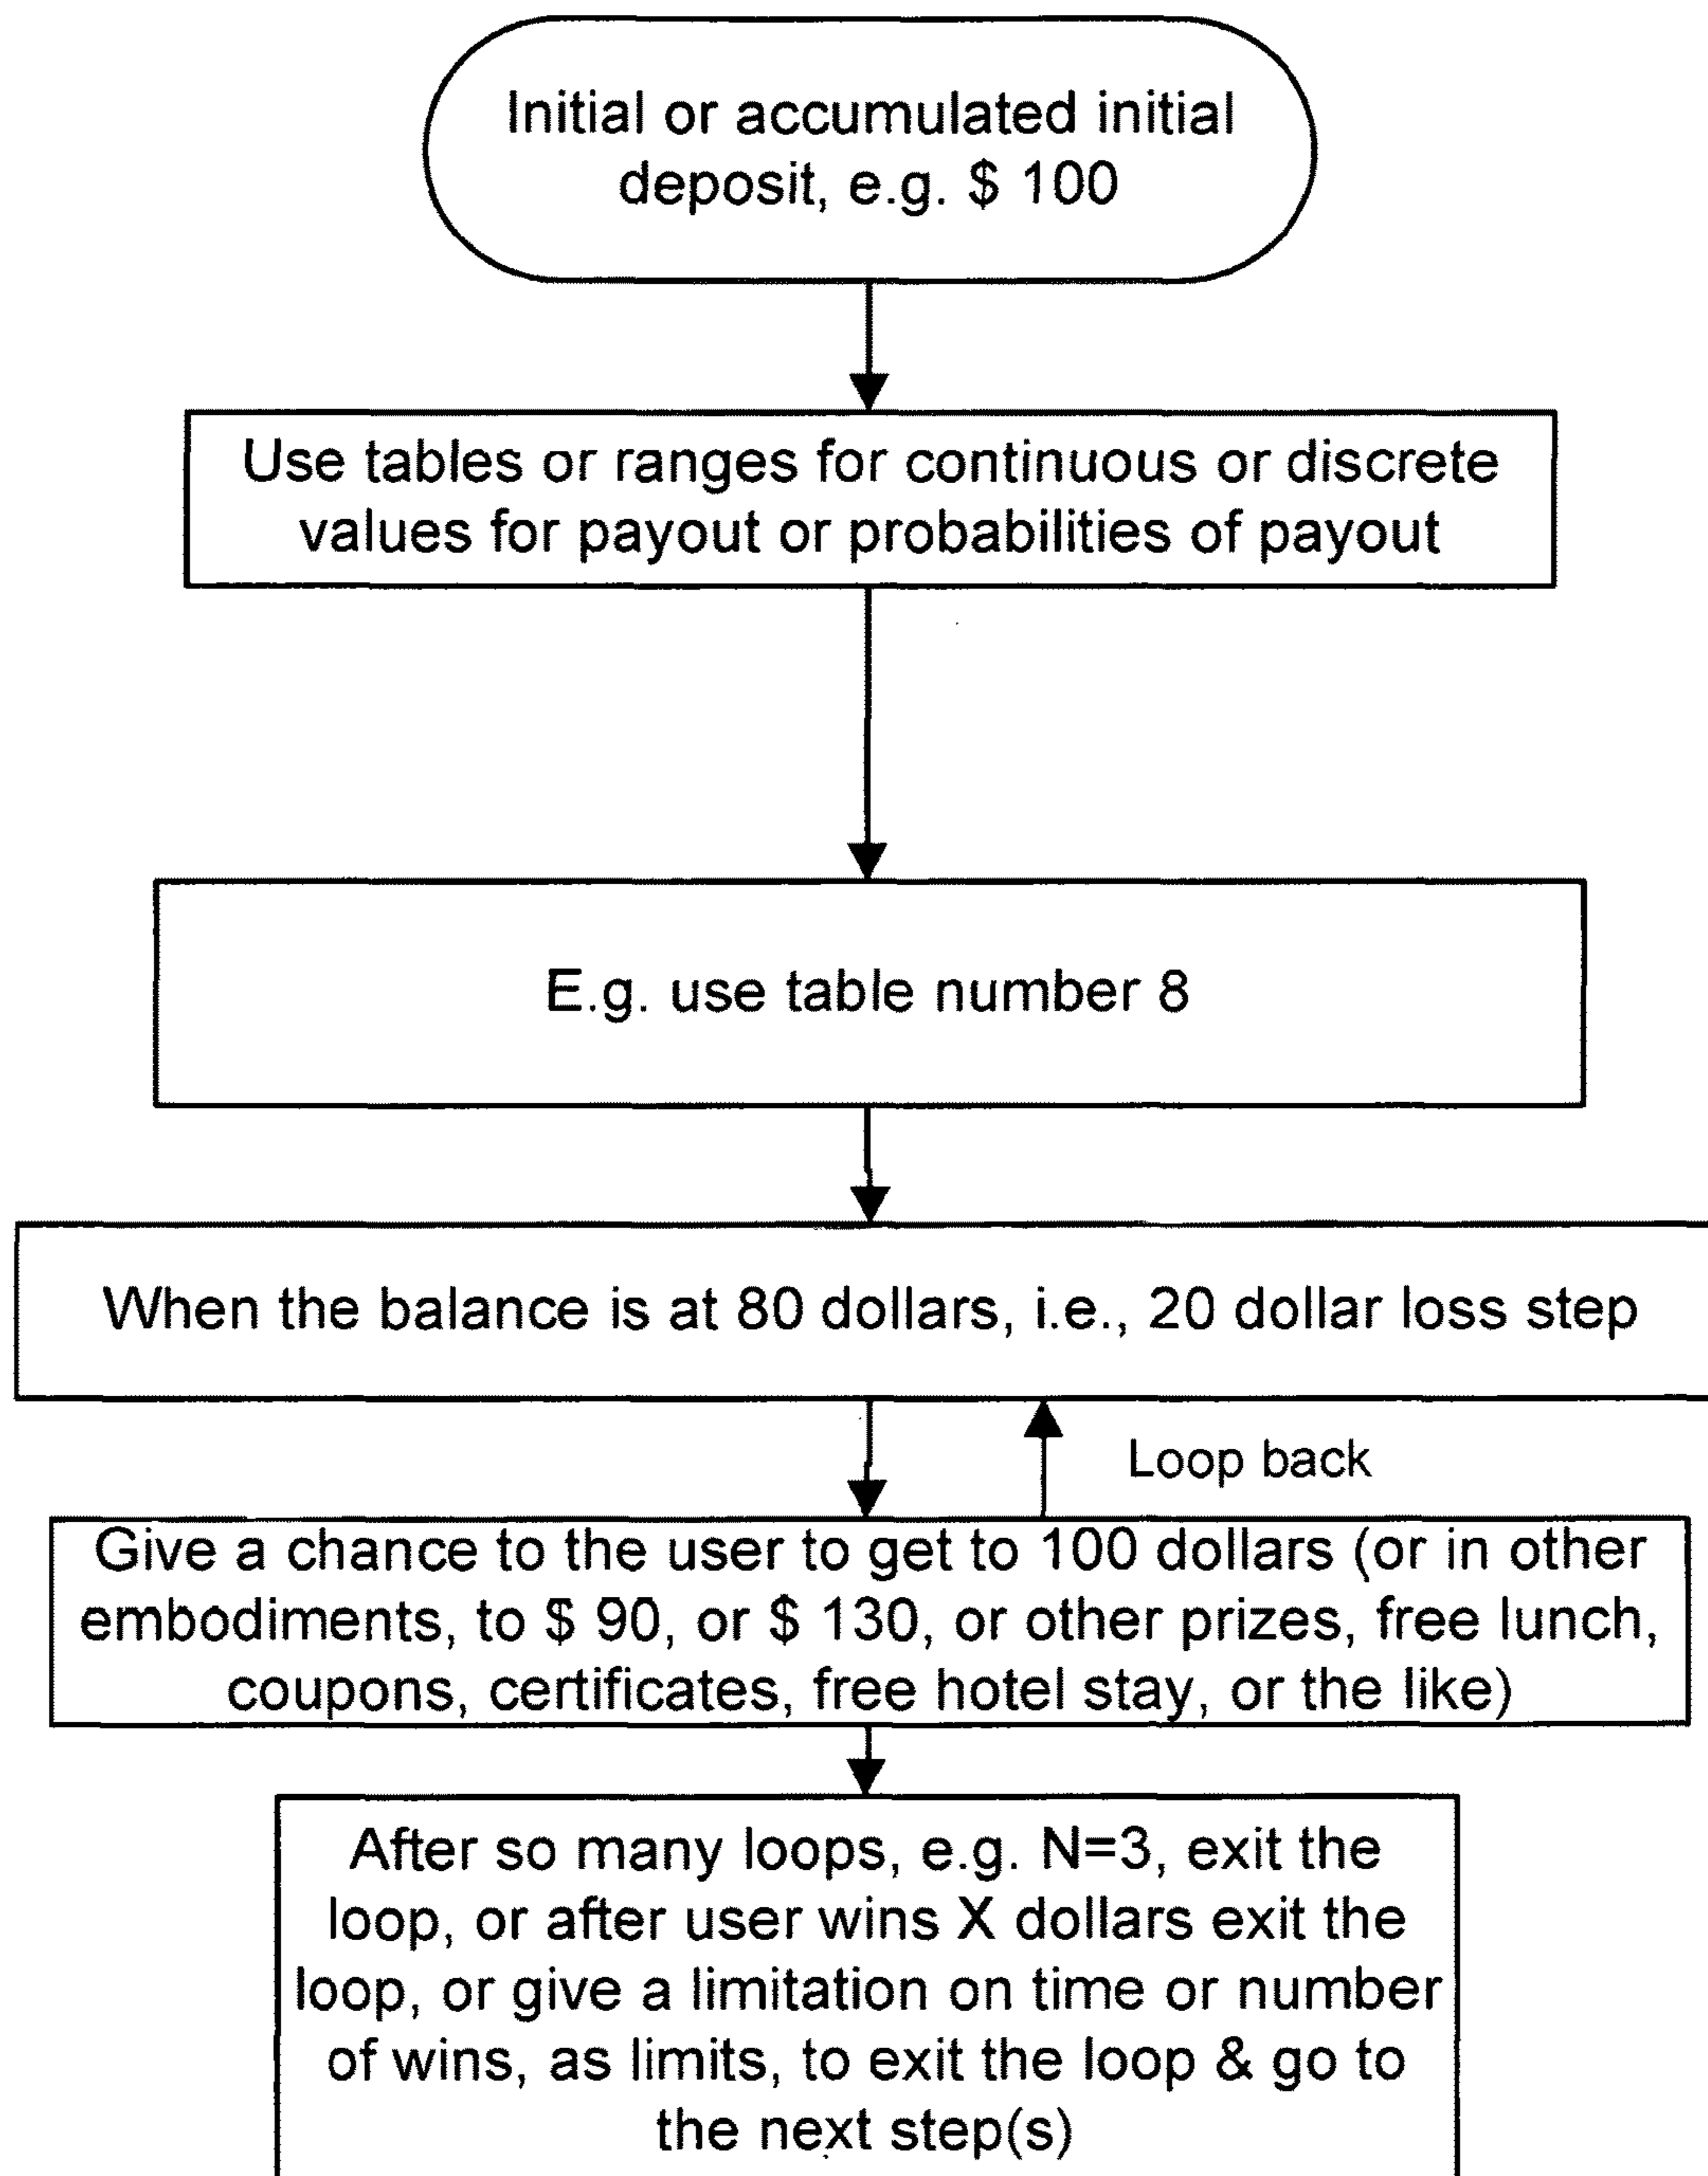 Initial or accumulated initial
deposit, e.g. $ 100
Use tables or ranges for continuous or discrete
values for payout or probabilities of payout
E.g. use table number 8
When the balance is at 80 dollars, i.e., 20 dollar loss step
Loop back
Give a chance to the user to get to 100 dollars (or in other
embodiments, to $ 90, or $ 130, or other prizes, free lunch,
coupons, certificates, free hotel stay, or the like)
After so many loops, e.g. N=3, exit the
loop, or after user wins X dollars exit the
loop, or give a limitation on time or number
of wins, as limits, to exit the loop & go to
the next step(s)